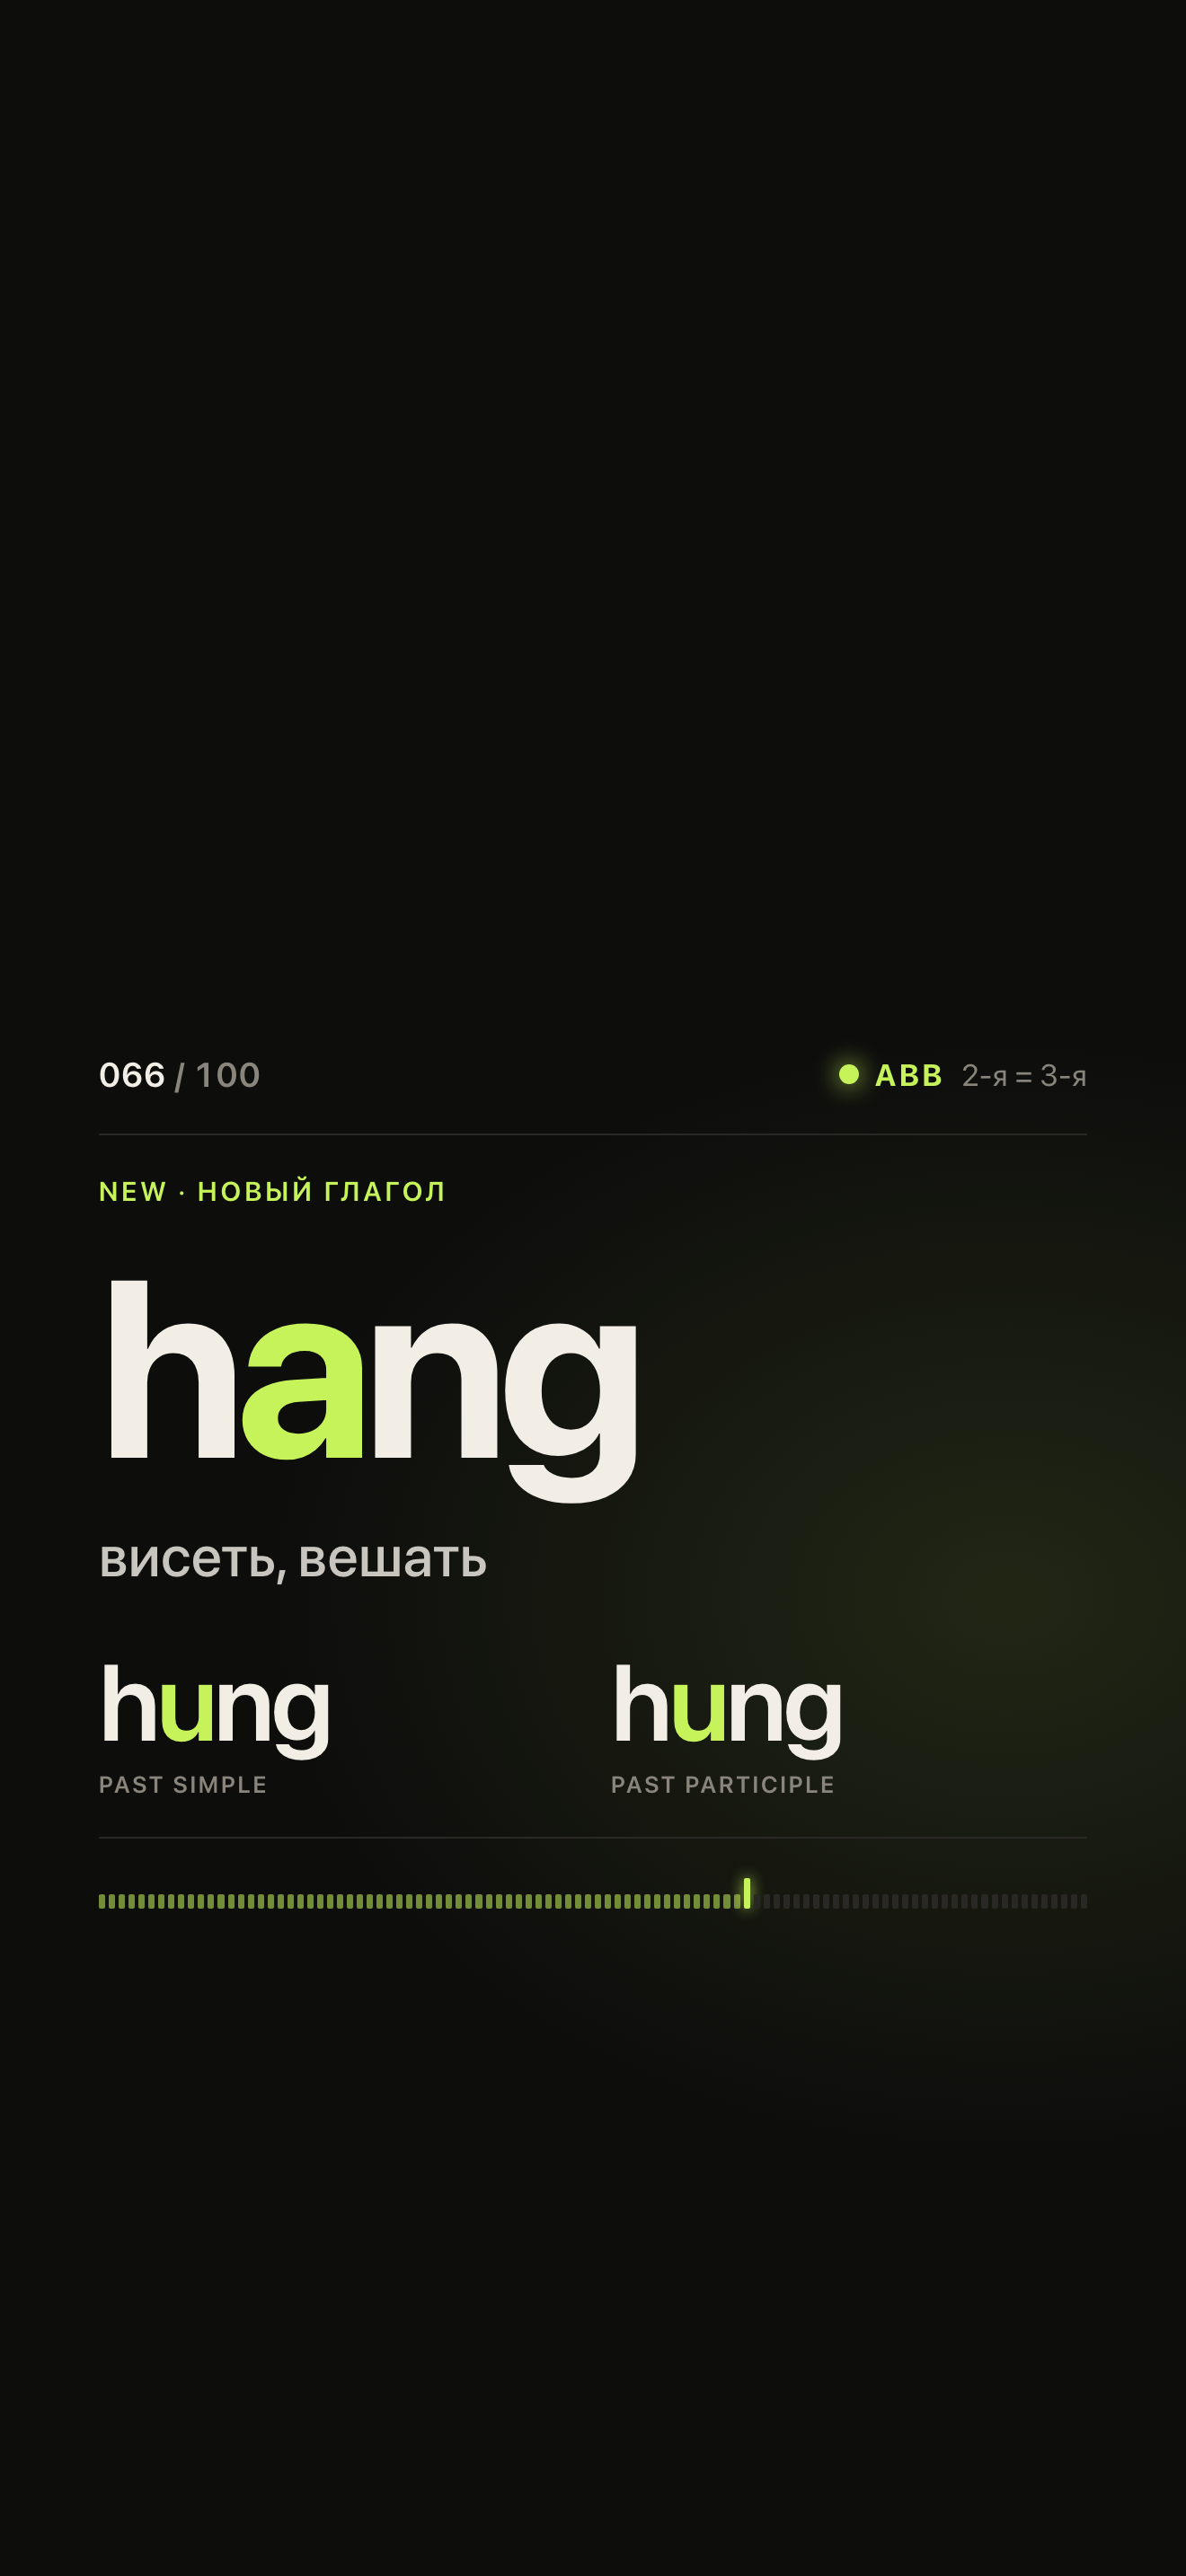 066 / 100
ABB 2-я = 3-я
NEW · НОВЫЙ ГЛАГОЛ
hang
висеть, вешать
hung hung
PAST SIMPLE PAST PARTICIPLE